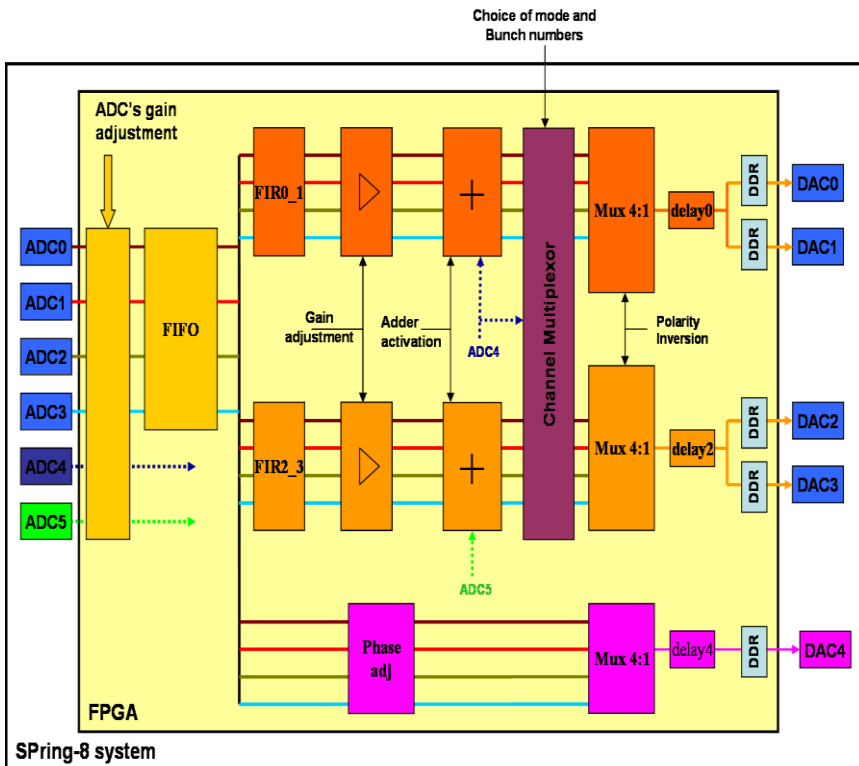 Choice of mode and
Bunch numbers
ADC's gain
adjustment
FIR0_1
Mux 4:1
delay0
DDR
DAC0
DDR
DAC1
ADC0
ADC1
ADC2
ADC3
ADC4
ADC5
FIFO
Gain
adjustment
Adder
activation
ADC4
Channel Multiplexor
Polarity
Inversion
FIR2_3
Mux 4:1
delay2
DDR
DAC2
DDR
DAC3
ADC5
Phase
adj
Mux 4:1
delay4
DDR
DAC4
FPGA
SPring-8 system